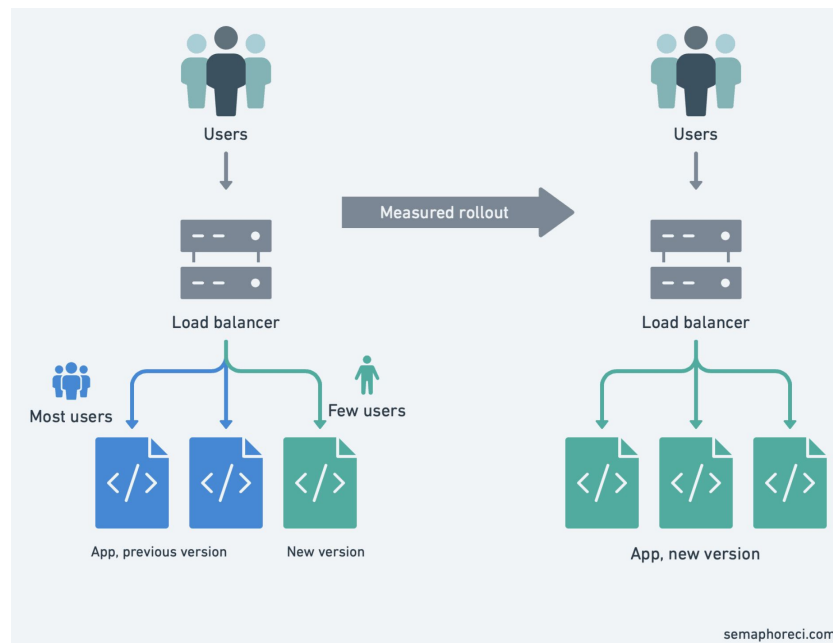 Users
Users
Measured rollout
Load balancer
Load balancer
Most users
Few users
</>
</>
</>
</>
</>
</>
App, previous version
New version
App, new version
semaphoreci.com